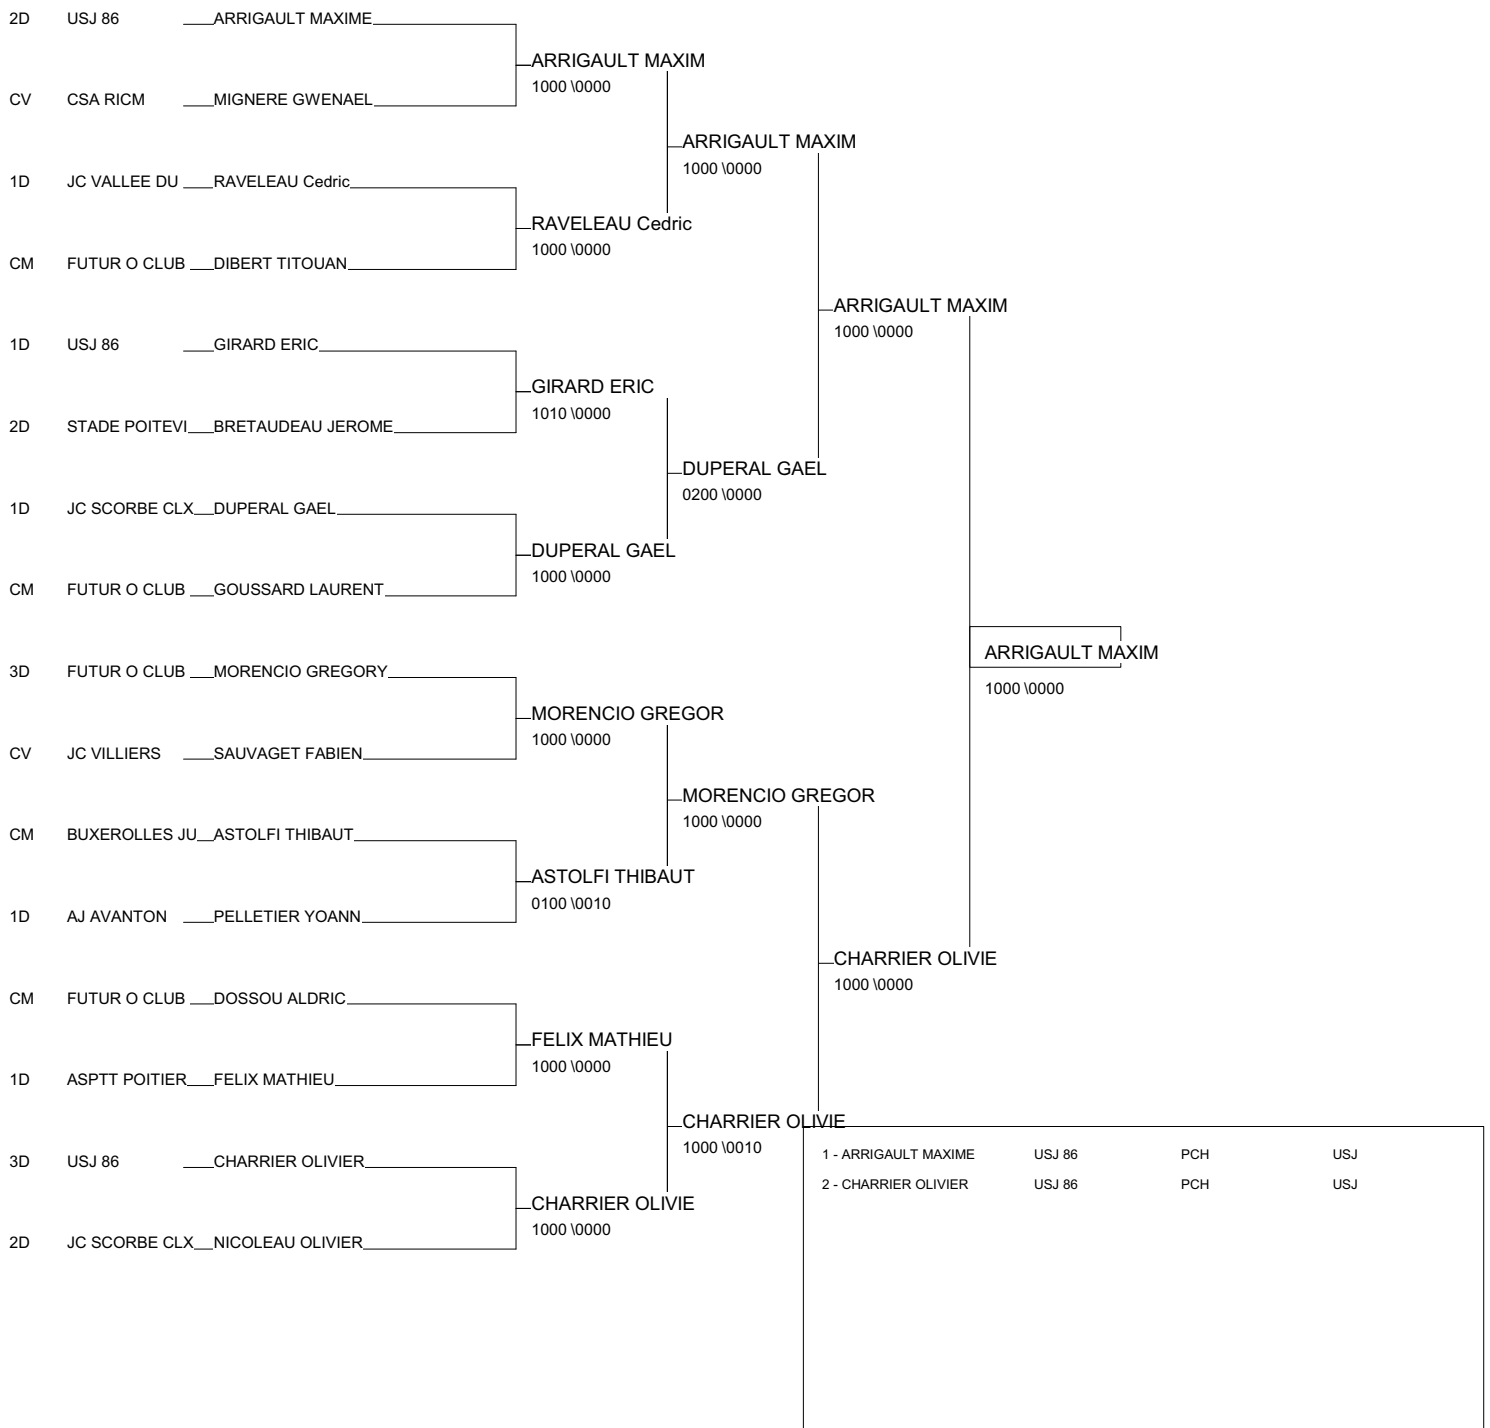 2D USJ 86 ARRIGAULT MAXIME
ARRIGAULT MAXIM
1000 \0000
CV CSA RICM MIGNERE GWENAEL
ARRIGAULT MAXIM
1000 \0000
1D JC VALLEE DU RAVELEAU Cedric
RAVELEAU Cedric
1000 \0000
CM FUTUR O CLUB DIBERT TITOUAN
ARRIGAULT MAXIM
1000 \0000
1D USJ 86 GIRARD ERIC
GIRARD ERIC
1010 \0000
2D STADE POITEVI BRETAUDEAU JEROME
DUPERAL GAEL
0200 \0000
1D JC SCORBE CLX DUPERAL GAEL
DUPERAL GAEL
1000 \0000
CM FUTUR O CLUB GOUSSARD LAURENT
ARRIGAULT MAXIM
1000 \0000
3D FUTUR O CLUB MORENCIO GREGORY
MORENCIO GREGOR
1000 \0000
CV JC VILLIERS SAUVAGET FABIEN
MORENCIO GREGOR
1000 \0000
CM BUXEROLLES JU ASTOLFI THIBAUT
ASTOLFI THIBAUT
0100 \0010
1D AJ AVANTON PELLETIER YOANN
CHARRIER OLIVIE
1000 \0000
CM FUTUR O CLUB DOSSOU ALDRIC
FELIX MATHIEU
1000 \0000
1D ASPTT POITIER FELIX MATHIEU
CHARRIER OLIVIE
1000 \0010
3D USJ 86 CHARRIER OLIVIER
CHARRIER OLIVIE
1000 \0000
2D JC SCORBE CLX NICOLEAU OLIVIER
1 - ARRIGAULT MAXIME USJ 86 PCH USJ
2 - CHARRIER OLIVIER USJ 86 PCH USJ